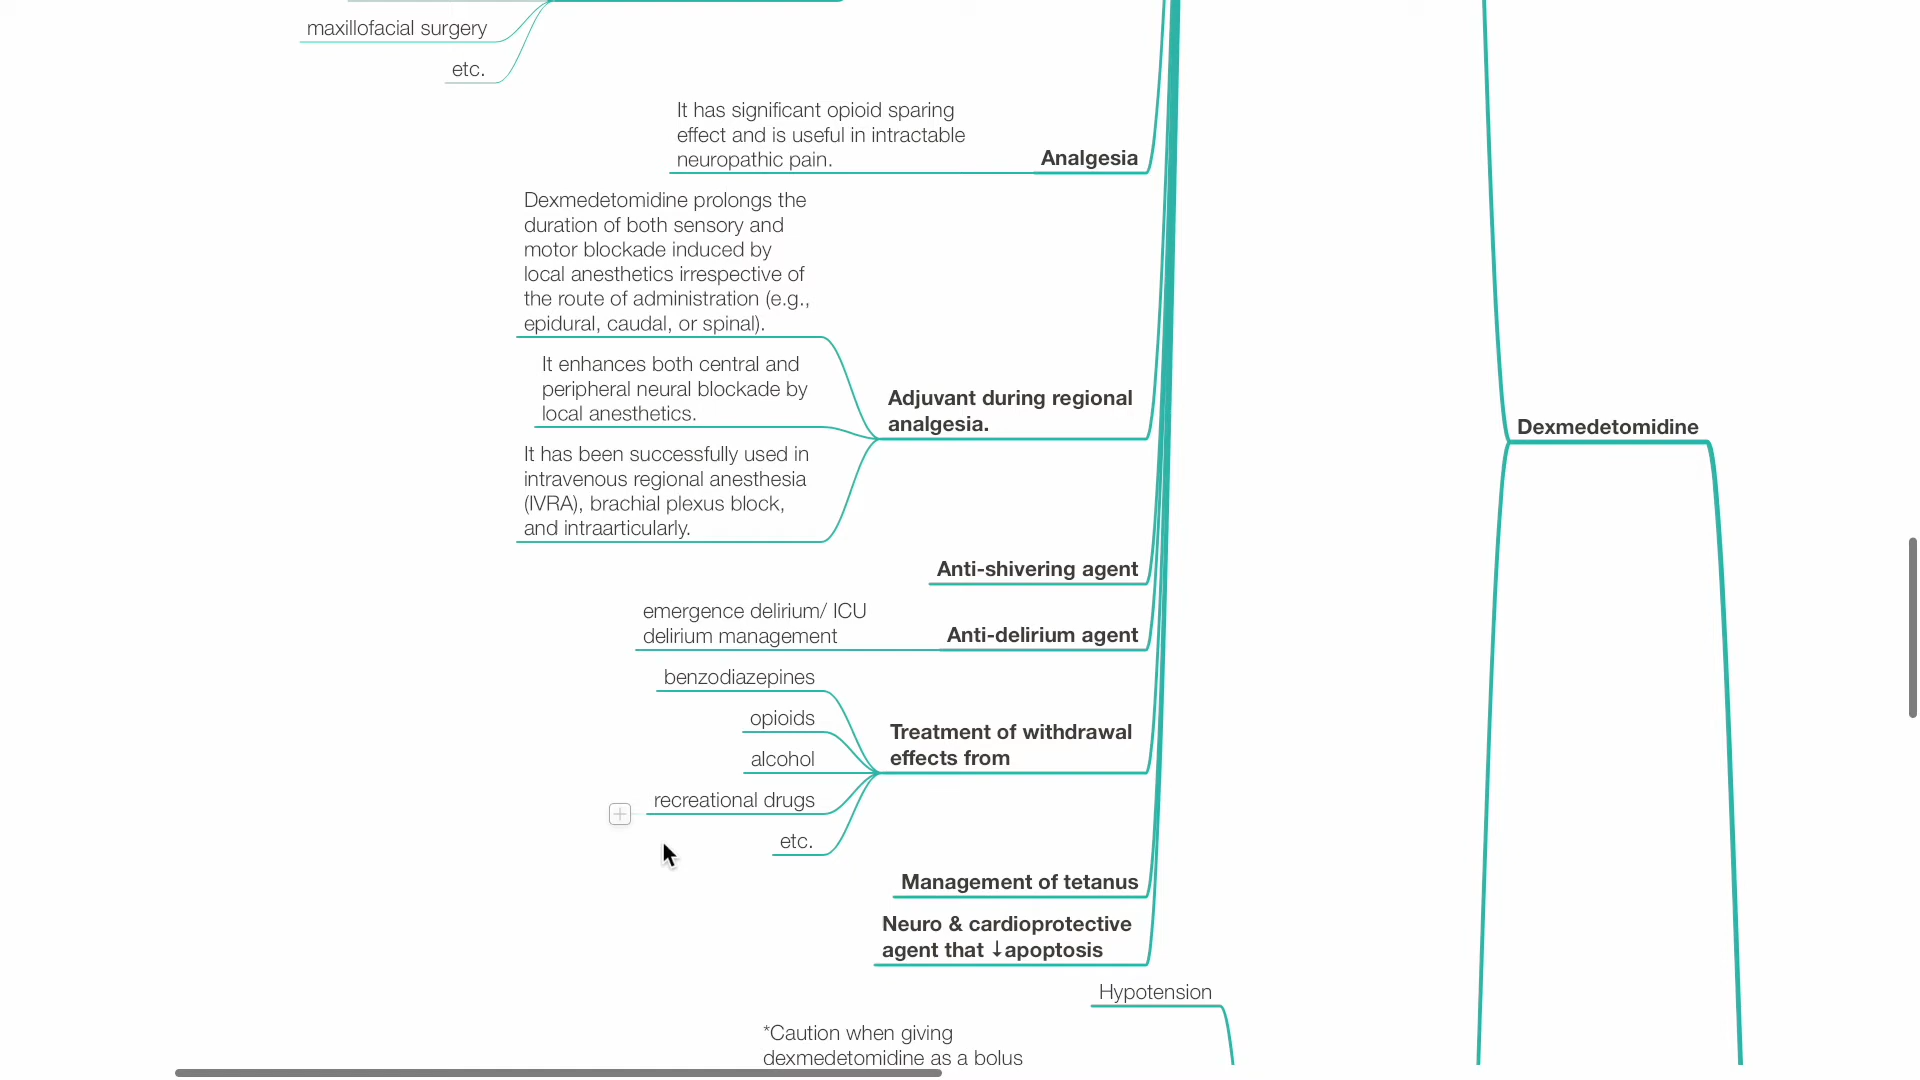 maxillofacial surgery
etc.
It has significant opioid sparing
effect and is useful in intractable
neuropathic pain.
Analgesia
Dexmedetomidine prolongs the
duration of both sensory and
motor blockade induced by
local anesthetics irrespective of
the route of administration (e.g.,
epidural, caudal, or spinal).
It enhances both central and
peripheral neural blockade by
local anesthetics.
It has been successfully used in
intravenous regional anesthesia
(IVRA), brachial plexus block,
and intraarticularly.
Adjuvant during regional
analgesia.
Dexmedetomidine
Anti-shivering agent
emergence delirium/ ICU
delirium management
Anti-delirium agent
benzodiazepines
opioids
alcohol
recreational drugs
etc.
Treatment of withdrawal
effects from
Management of tetanus
Neuro & cardioprotective
agent that ↓apoptosis
Hypotension
*Caution when giving
dexmedetomidine as a bolus